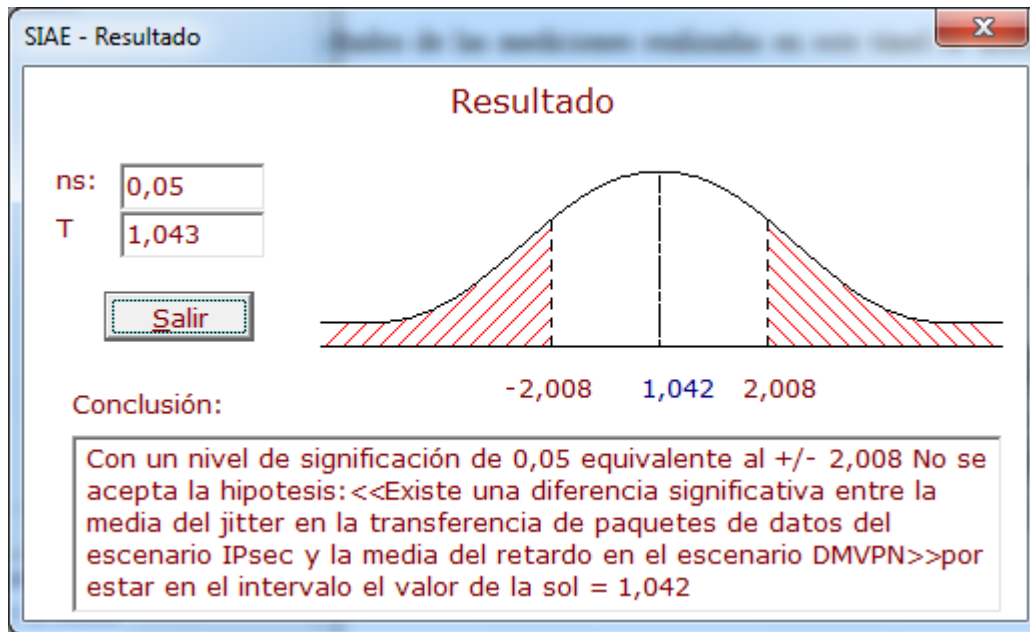 SIAE - Resultado
Resultado
ns:
0,05
T
1,043
Salir
-2,008
1,042
2,008
Conclusión:
Con un nivel de significación de 0,05 equivalente al +/- 2,008 No se
acepta la hipotesis:<<Existe una diferencia significativa entre la
media del jitter en la transferencia de paquetes de datos del
escenario IPsec y la media del retardo en el escenario DMVPN>>por
estar en el intervalo el valor de la sol = 1,042